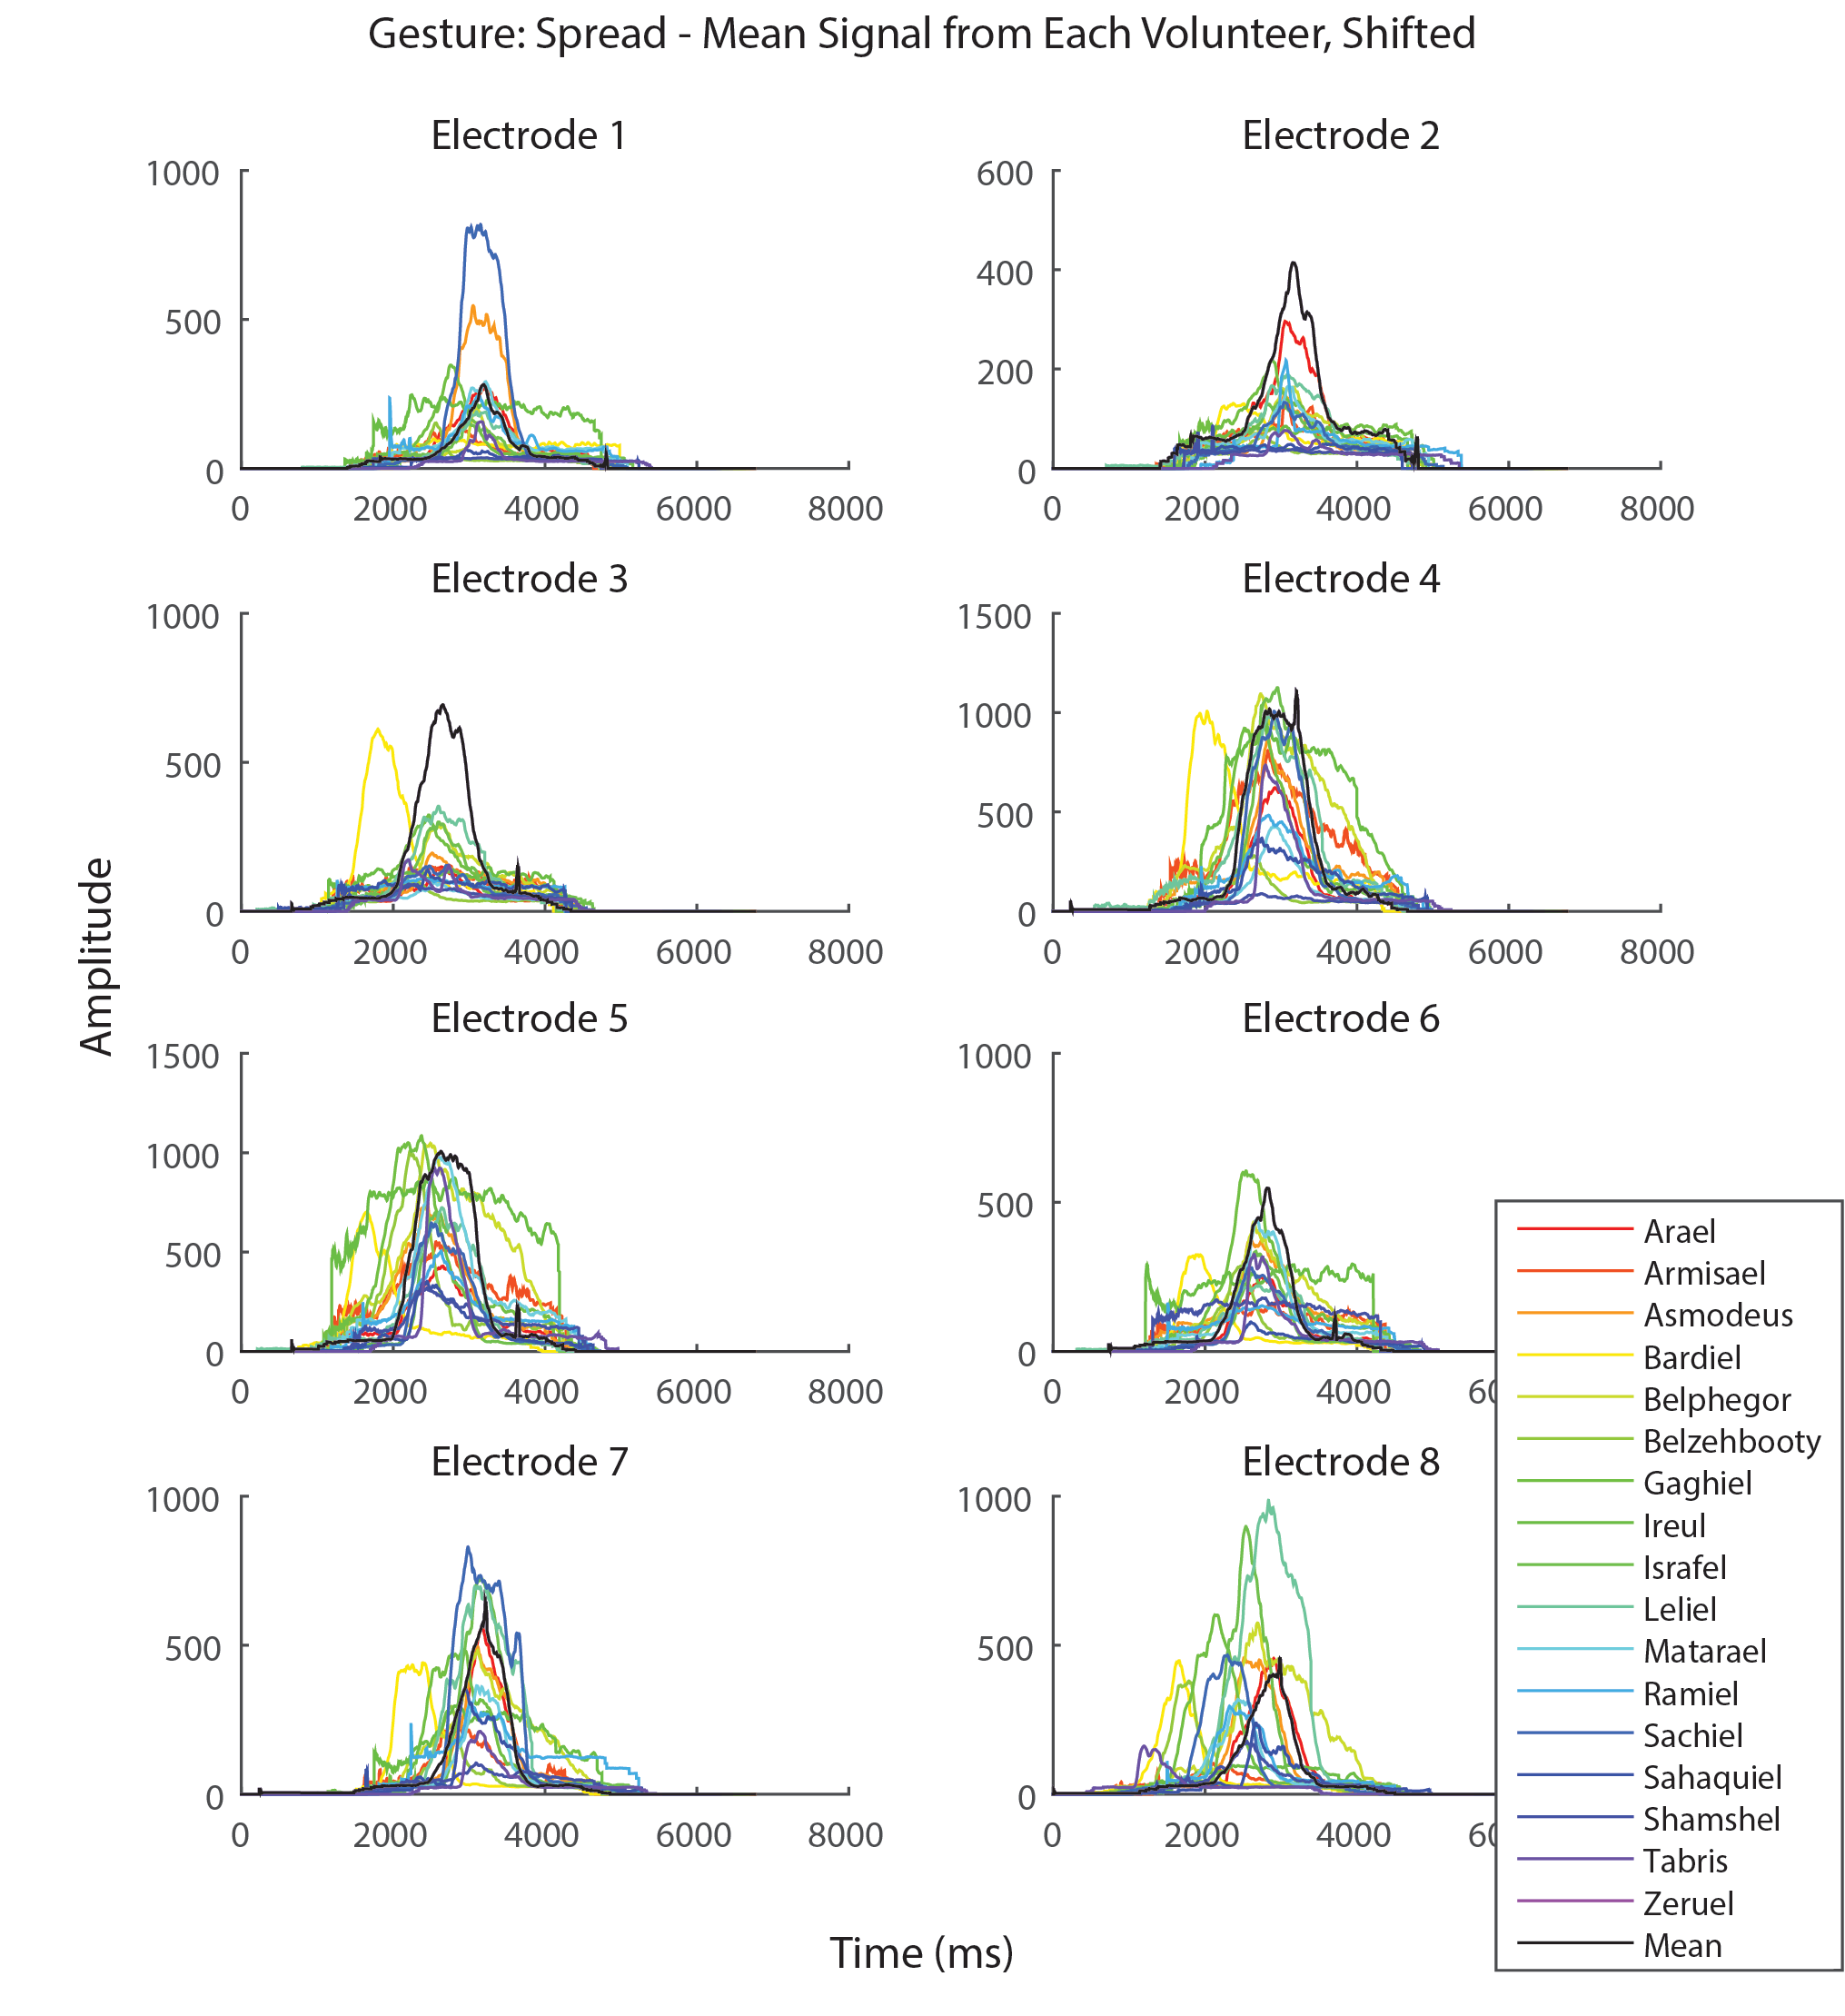 Gesture: Spread - Mean Signal from Each Volunteer, Shifted
Electrode 1
1000
500
0
0 2000 4000 6000 8000
Electrode 2
600
400
200
0
0 2000 4000 6000 8000
Electrode 3
1000
500
0
0 2000 4000 6000 8000
Electrode 4
1500
1000
500
0
0 2000 4000 6000 8000
Amplitude
Electrode 5
1500
1000
500
0
0 2000 4000 6000 8000
Electrode 6
1000
500
0
0 2000 4000
Electrode 7
1000
500
0
0 2000 4000 6000 8000
Electrode 8
1000
500
0
0 2000 4000
Arael
Armisael
Asmodeus
Bardiel
Belphegor
Belzehbooty
Gaghiel
Ireul
Israfel
Leliel
Matarael
Ramiel
Sachiel
Sahaquiel
Shamshel
Tabris
Zeruel
Mean
Time (ms)